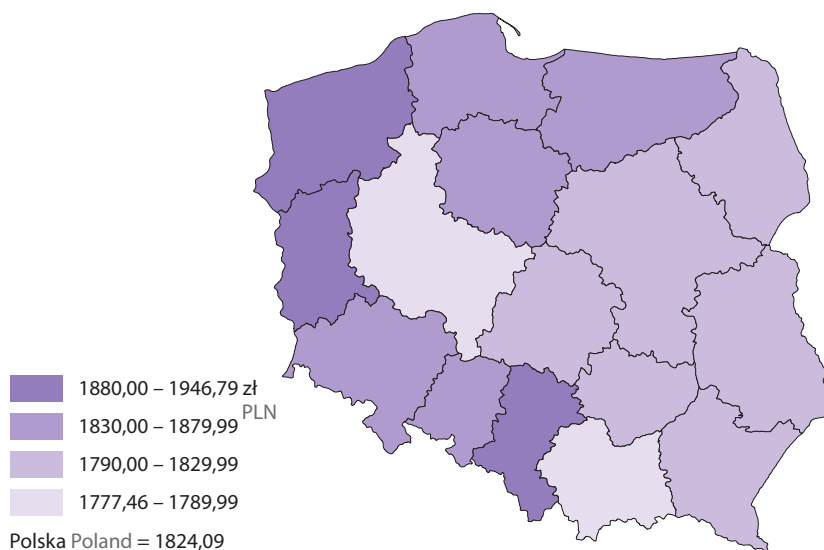 1880,00 – 1946,79 zł
PLN
1830,00 – 1879,99
1790,00 – 1829,99
1777,46 – 1789,99
Polska Poland = 1824,09